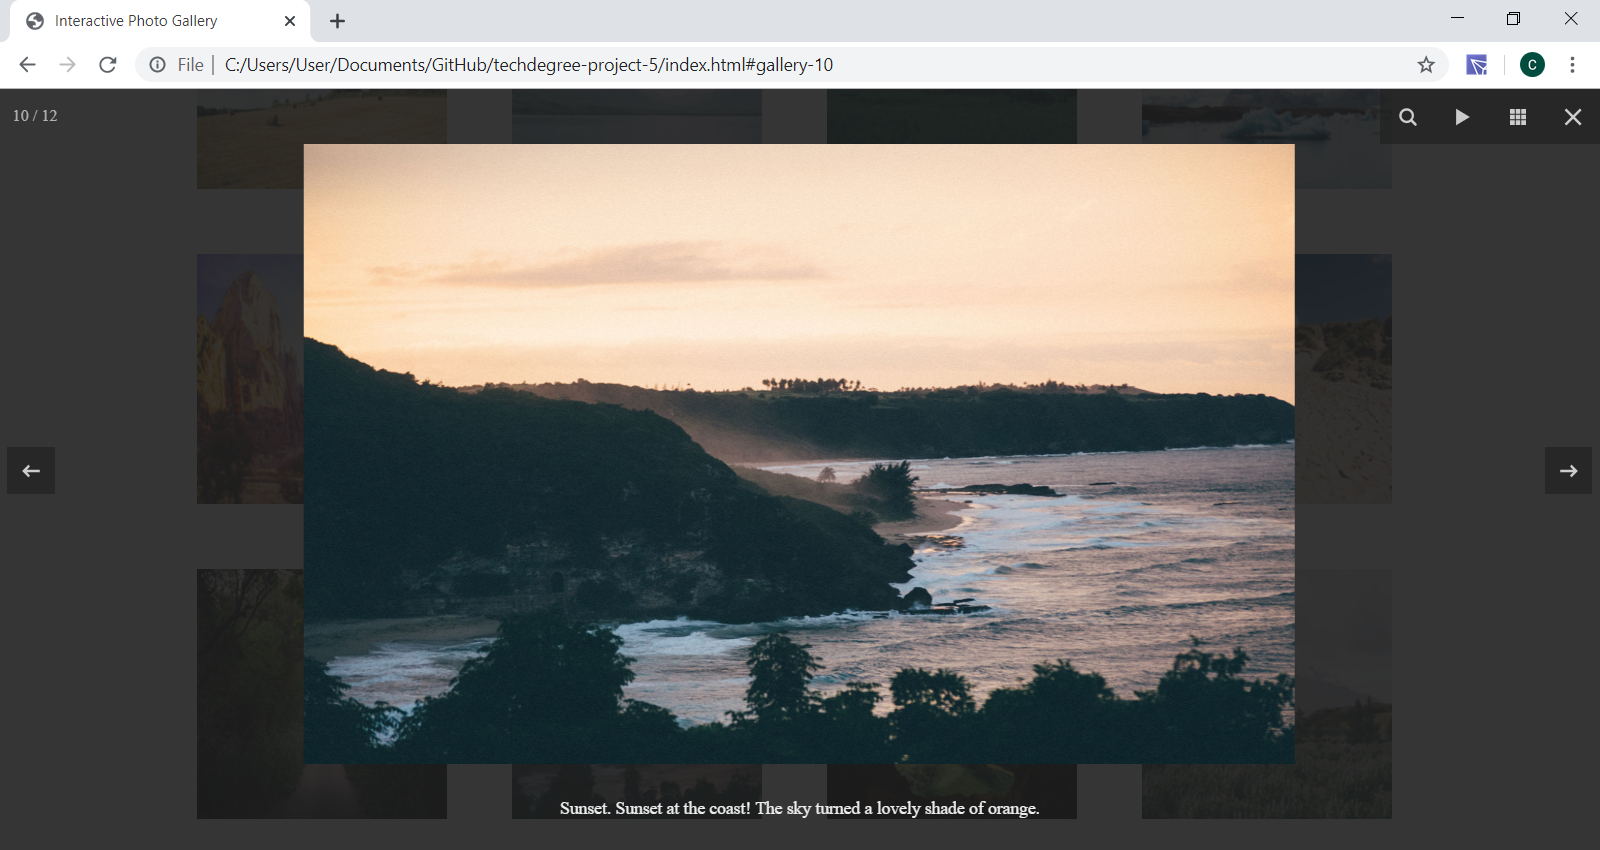 Interactive Photo Gallery
File | C:/Users/User/Documents/GitHub/techdegree-project-5/index.html#gallery-10
C
10 / 12
Sunset. Sunset at the coast! The sky turned a lovely shade of orange.